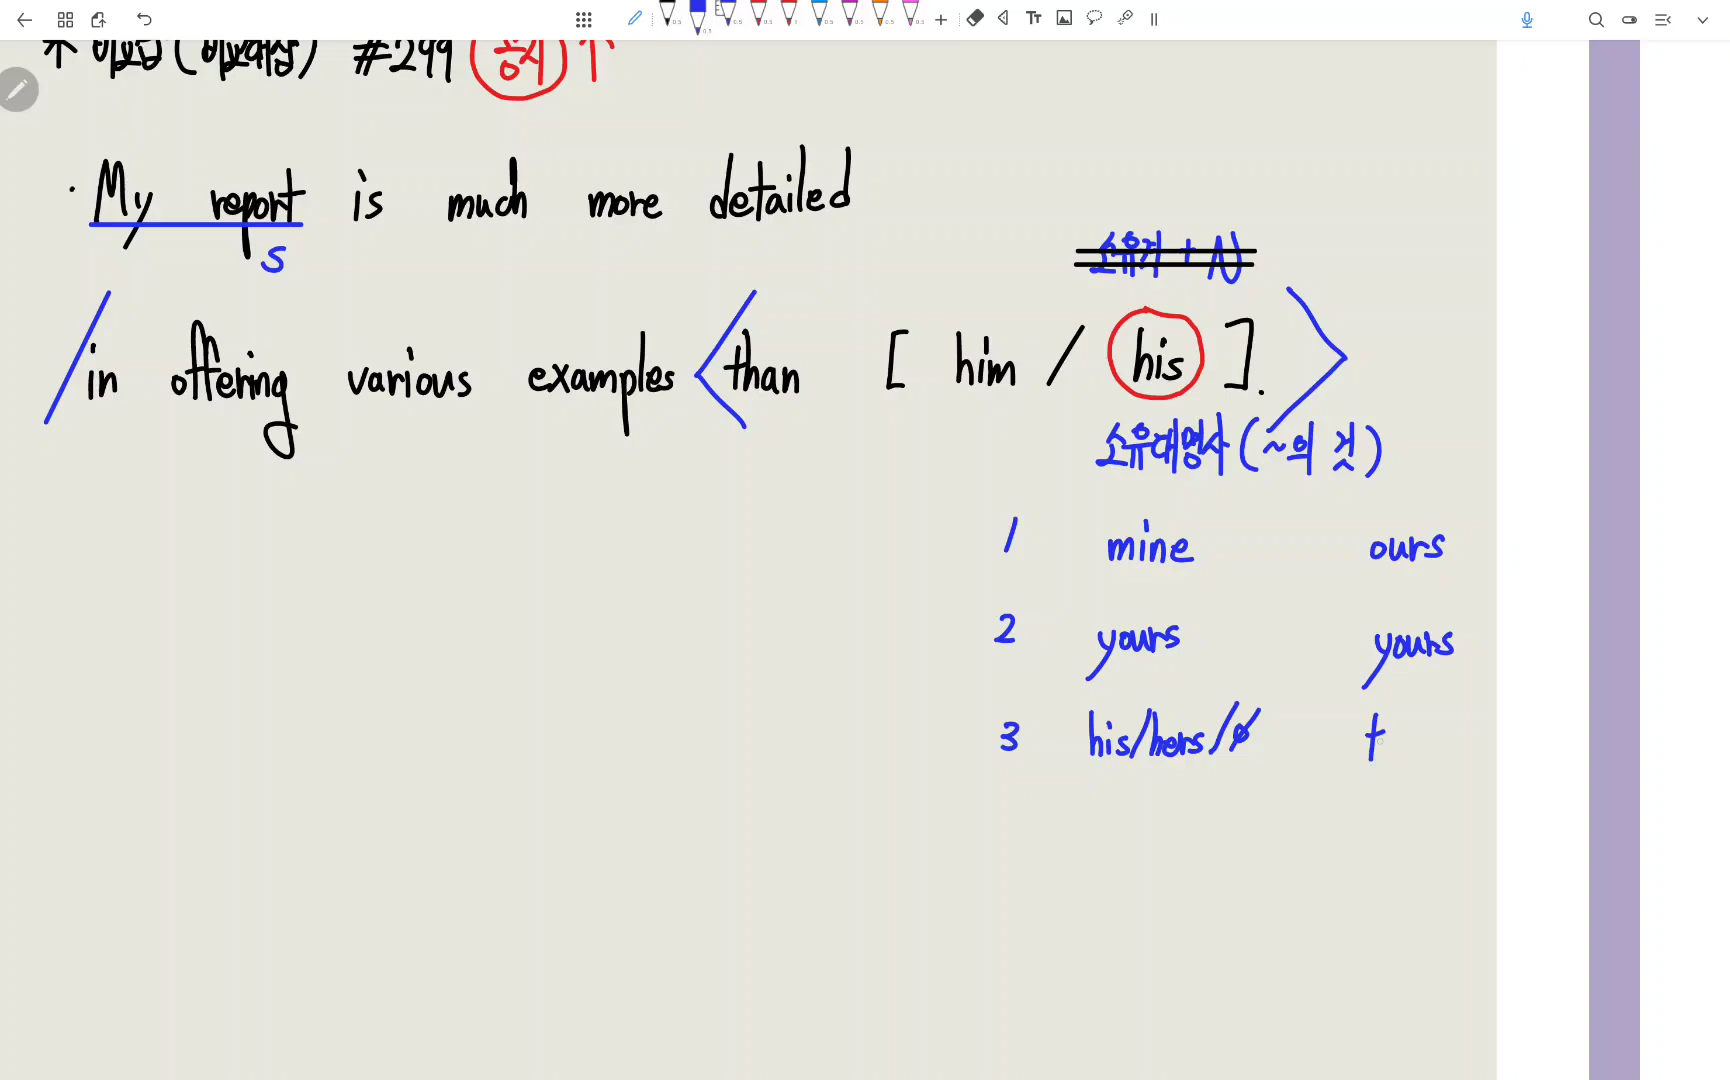 #299
· My report is much more detailed
S
소유격 + N
/ in offering various examples < than [ him / his ]. >
소유대명사 (~의 것)
1 mine ours
2 yours yours
3 his/hers/∅ t